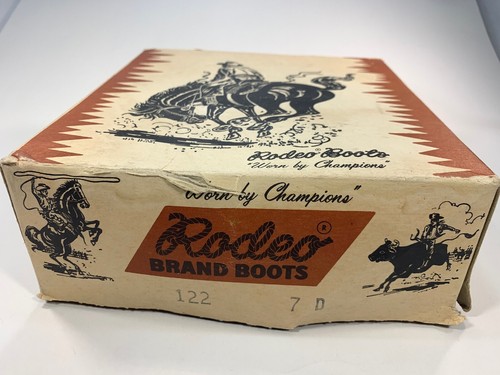 Rodeo Boots
Worn by Champions
Worn by Champions"
Rodeo ®
BRAND BOOTS
122 7 D